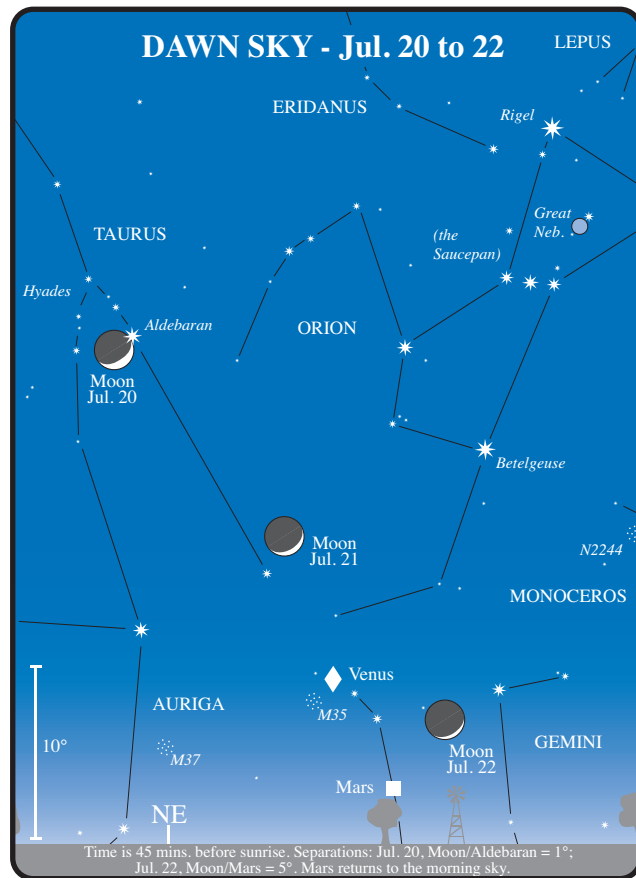 DAWN SKY - Jul. 20 to 22
LEPUS
ERIDANUS
Rigel
Great
Neb.
TAURUS
(the
Saucepan)
Hyades
Aldebaran
ORION
Moon
Jul. 20
Betelgeuse
Moon
Jul. 21
N2244
MONOCEROS
Venus
AURIGA
M35
10°
M37
Moon
Jul. 22
GEMINI
Mars
NE
Time is 45 mins. before sunrise. Separations: Jul. 20, Moon/Aldebaran = 1°;
Jul. 22, Moon/Mars = 5°. Mars returns to the morning sky.